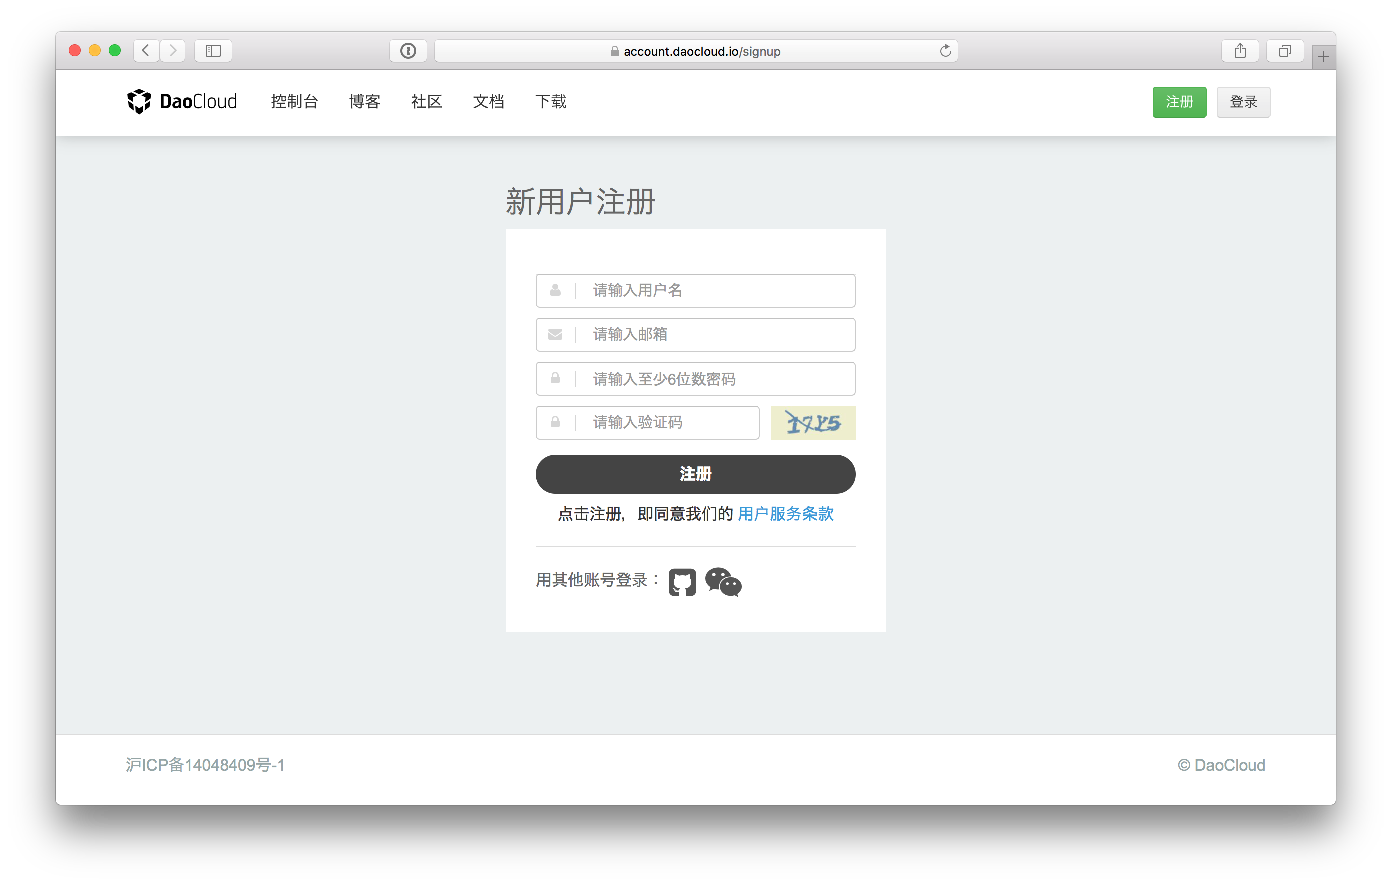 account.daocloud.io/signup
DaoCloud 控制台 博客 社区 文档 下载 注册 登录
新用户注册
请输入用户名
请输入邮箱
请输入至少6位数密码
请输入验证码
注册
点击注册，即同意我们的 用户服务条款
用其他账号登录：
沪ICP备14048409号-1 © DaoCloud